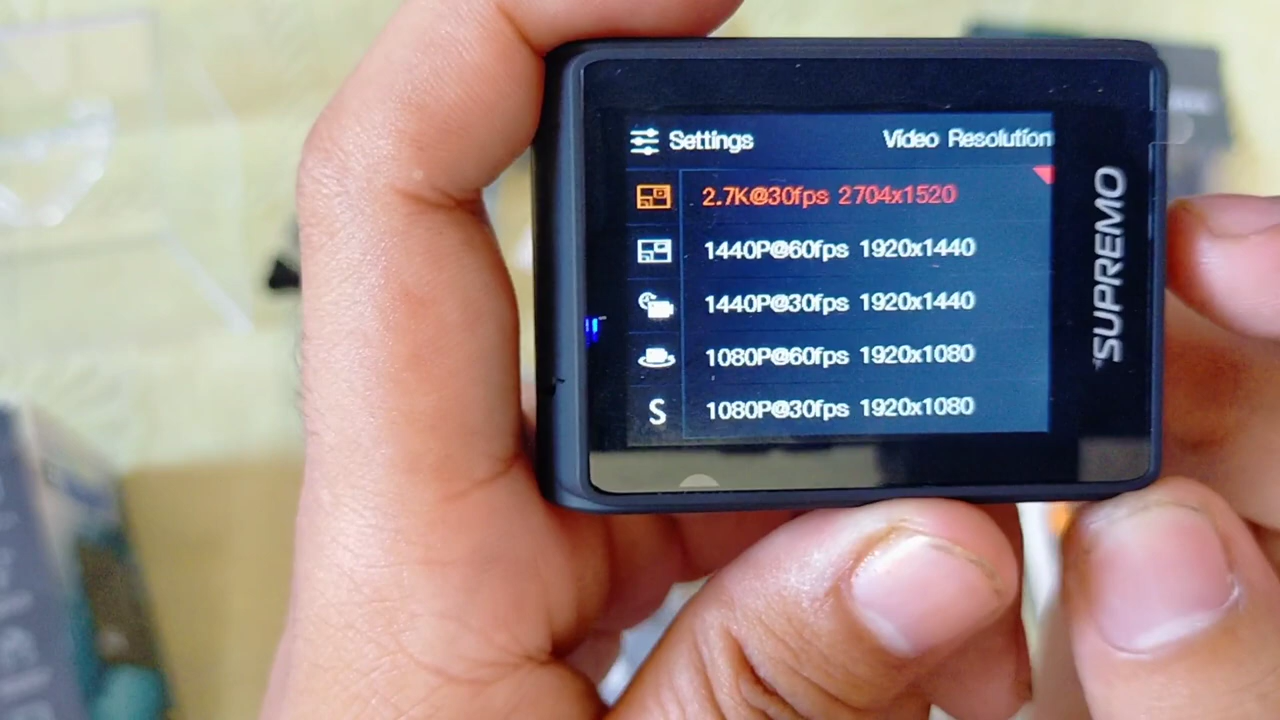 Settings Video Resolution
2.7K@30fps 2704x1520
1440P@60fps 1920x1440
1440P@30fps 1920x1440
1080P@60fps 1920x1080
S 1080P@30fps 1920x1080
SUPREMO